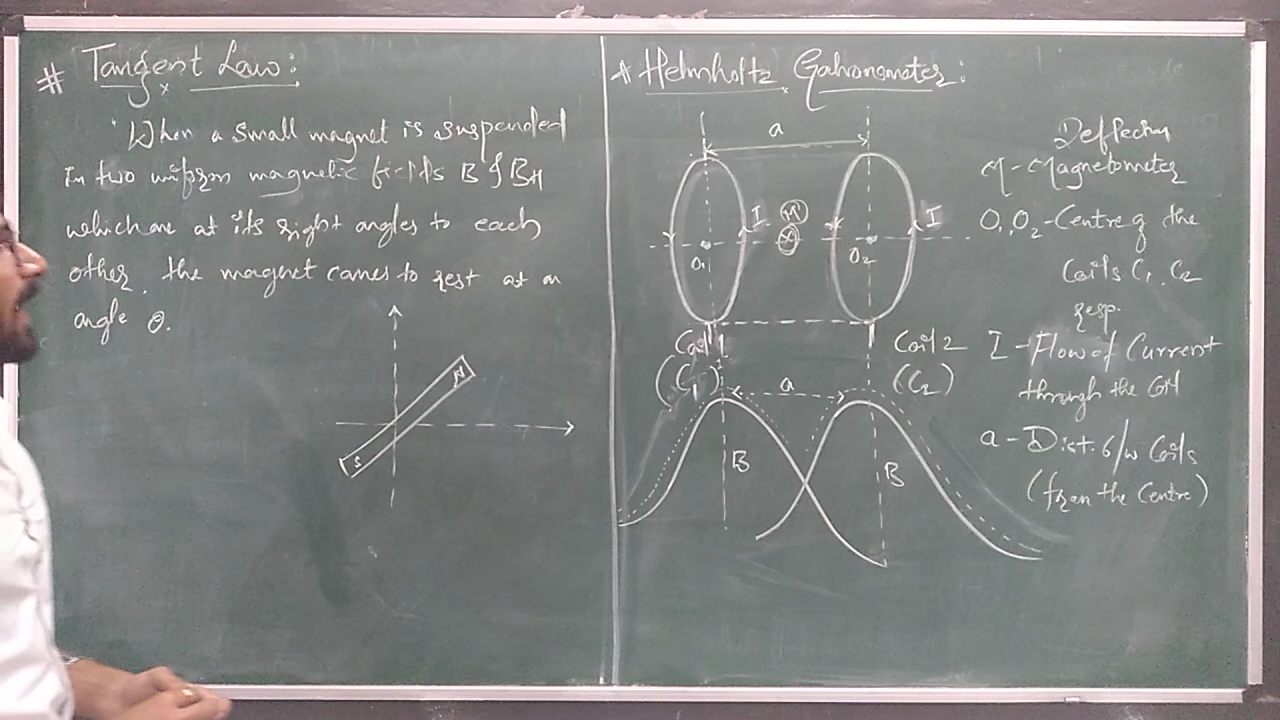 # Tangent Law:
"When a small magnet is suspended
In two uniform magnetic fields B & BH
which are at its right angles to each
other, the magnet comes to rest at an
angle θ.
N
S
* Helmholtz Galvanometer:
a
I
M
I
O1
O2
Coil 1
(C1)
Coil 2
(C2)
a
B
B
Deflection
M - Magnetometer
O1, O2 - Centre of the
Coils C1, C2
resp.
I - Flow of Current
through the Coil
a - Dist. b/w Coils
(from the Centre)